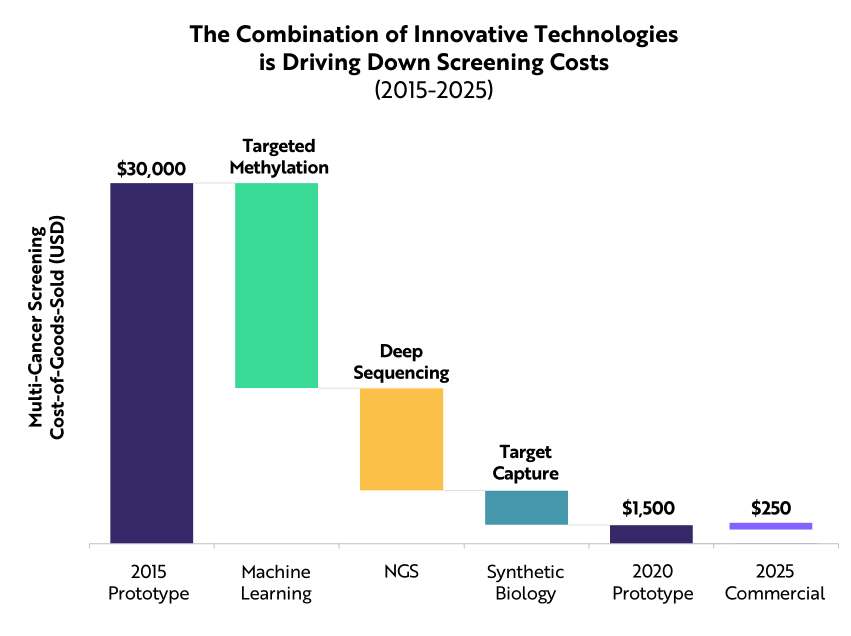 The Combination of Innovative Technologies
is Driving Down Screening Costs
(2015-2025)
Multi-Cancer Screening
Cost-of-Goods-Sold (USD)
$30,000
Targeted
Methylation
Deep
Sequencing
Target
Capture
$1,500
$250
2015
Prototype
Machine
Learning
NGS
Synthetic
Biology
2020
Prototype
2025
Commercial